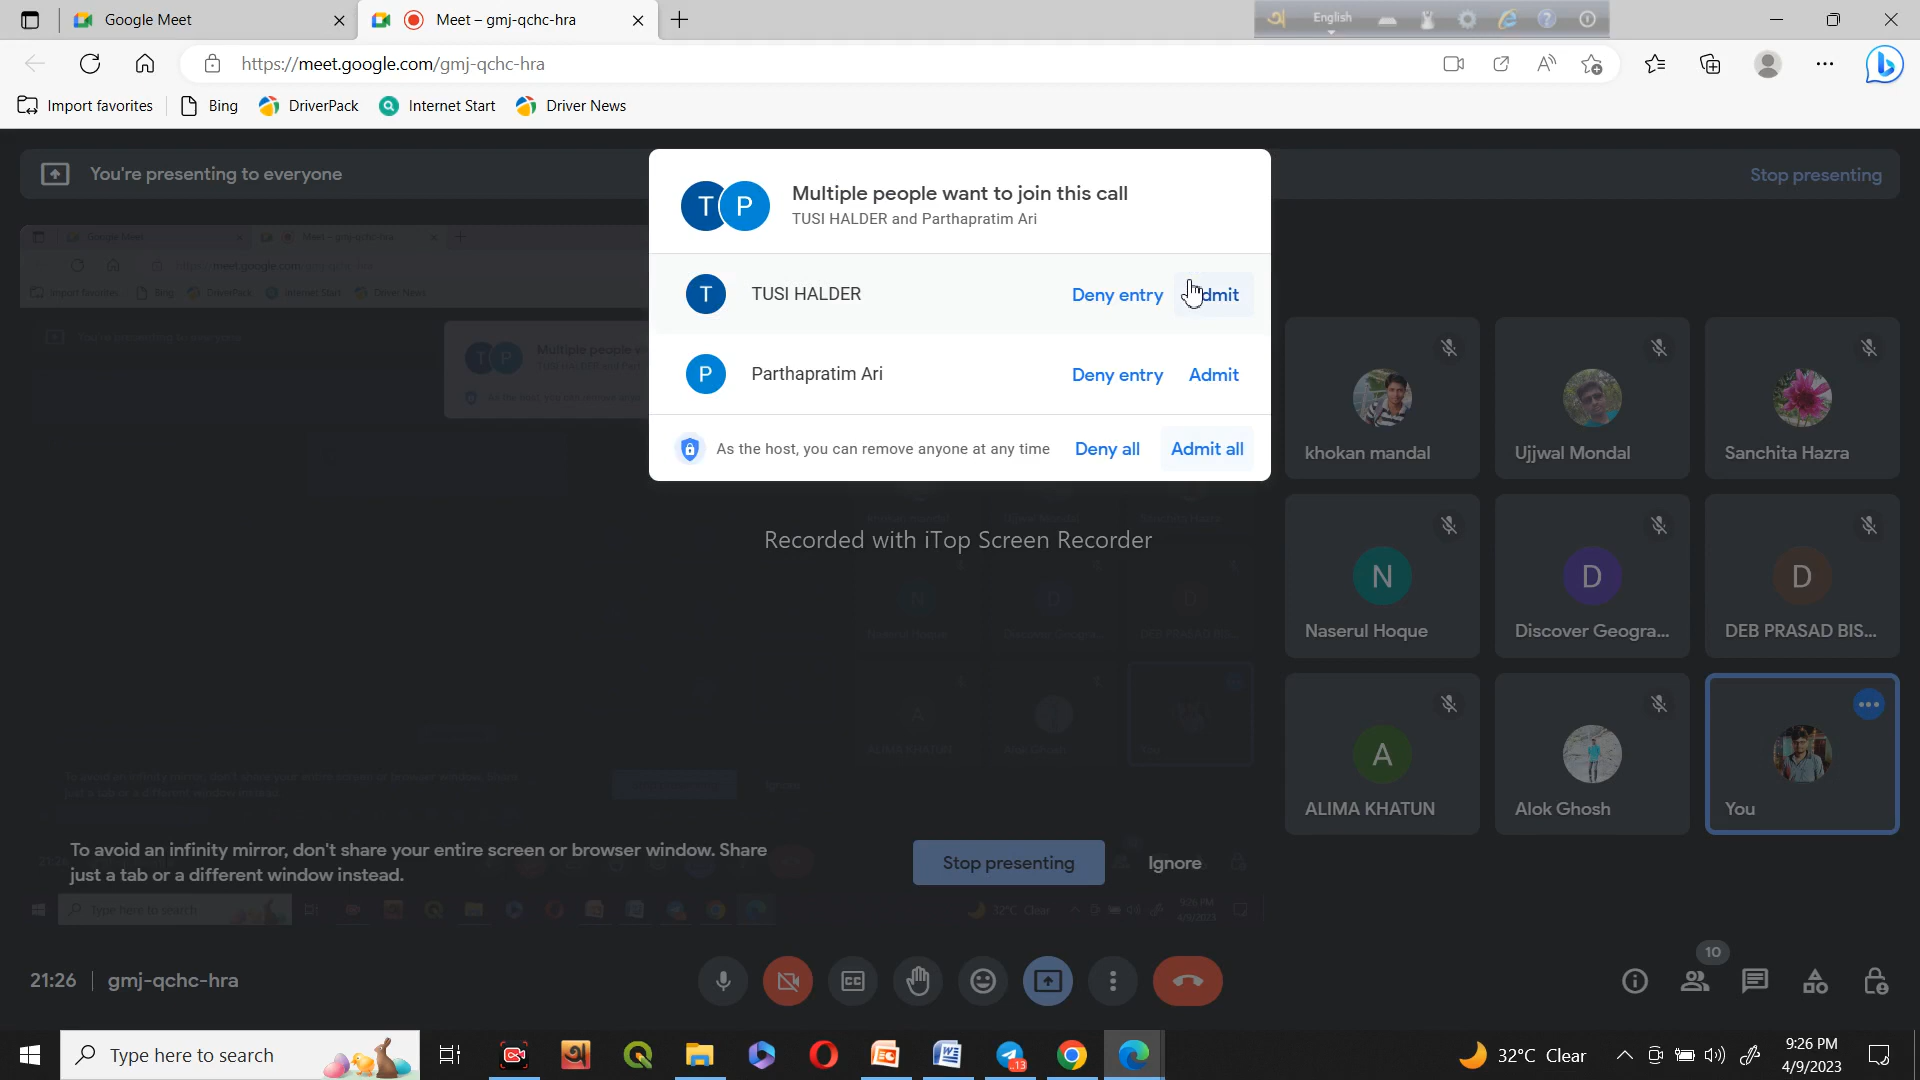 Google Meet
Meet – gmj-qchc-hra
English
https://meet.google.com/gmj-qchc-hra
Import favorites
Bing
DriverPack
Internet Start
Driver News
You're presenting to everyone
Stop presenting
T P
Multiple people want to join this call
TUSI HALDER and Parthapratim Ari
T
TUSI HALDER
Deny entry
P
Parthapratim Ari
Deny entry
Admit
As the host, you can remove anyone at any time
Deny all
Admit all
khokan mandal
Ujjwal Mondal
Sanchita Hazra
Recorded with iTop Screen Recorder
N
D
D
Naserul Hoque
Discover Geogra...
DEB PRASAD BIS...
A
ALIMA KHATUN
Alok Ghosh
You
To avoid an infinity mirror, don't share your entire screen or browser window. Share
just a tab or a different window instead.
Stop presenting
Ignore
21:26
gmj-qchc-hra
10
Type here to search
32°C Clear
9:26 PM
4/9/2023